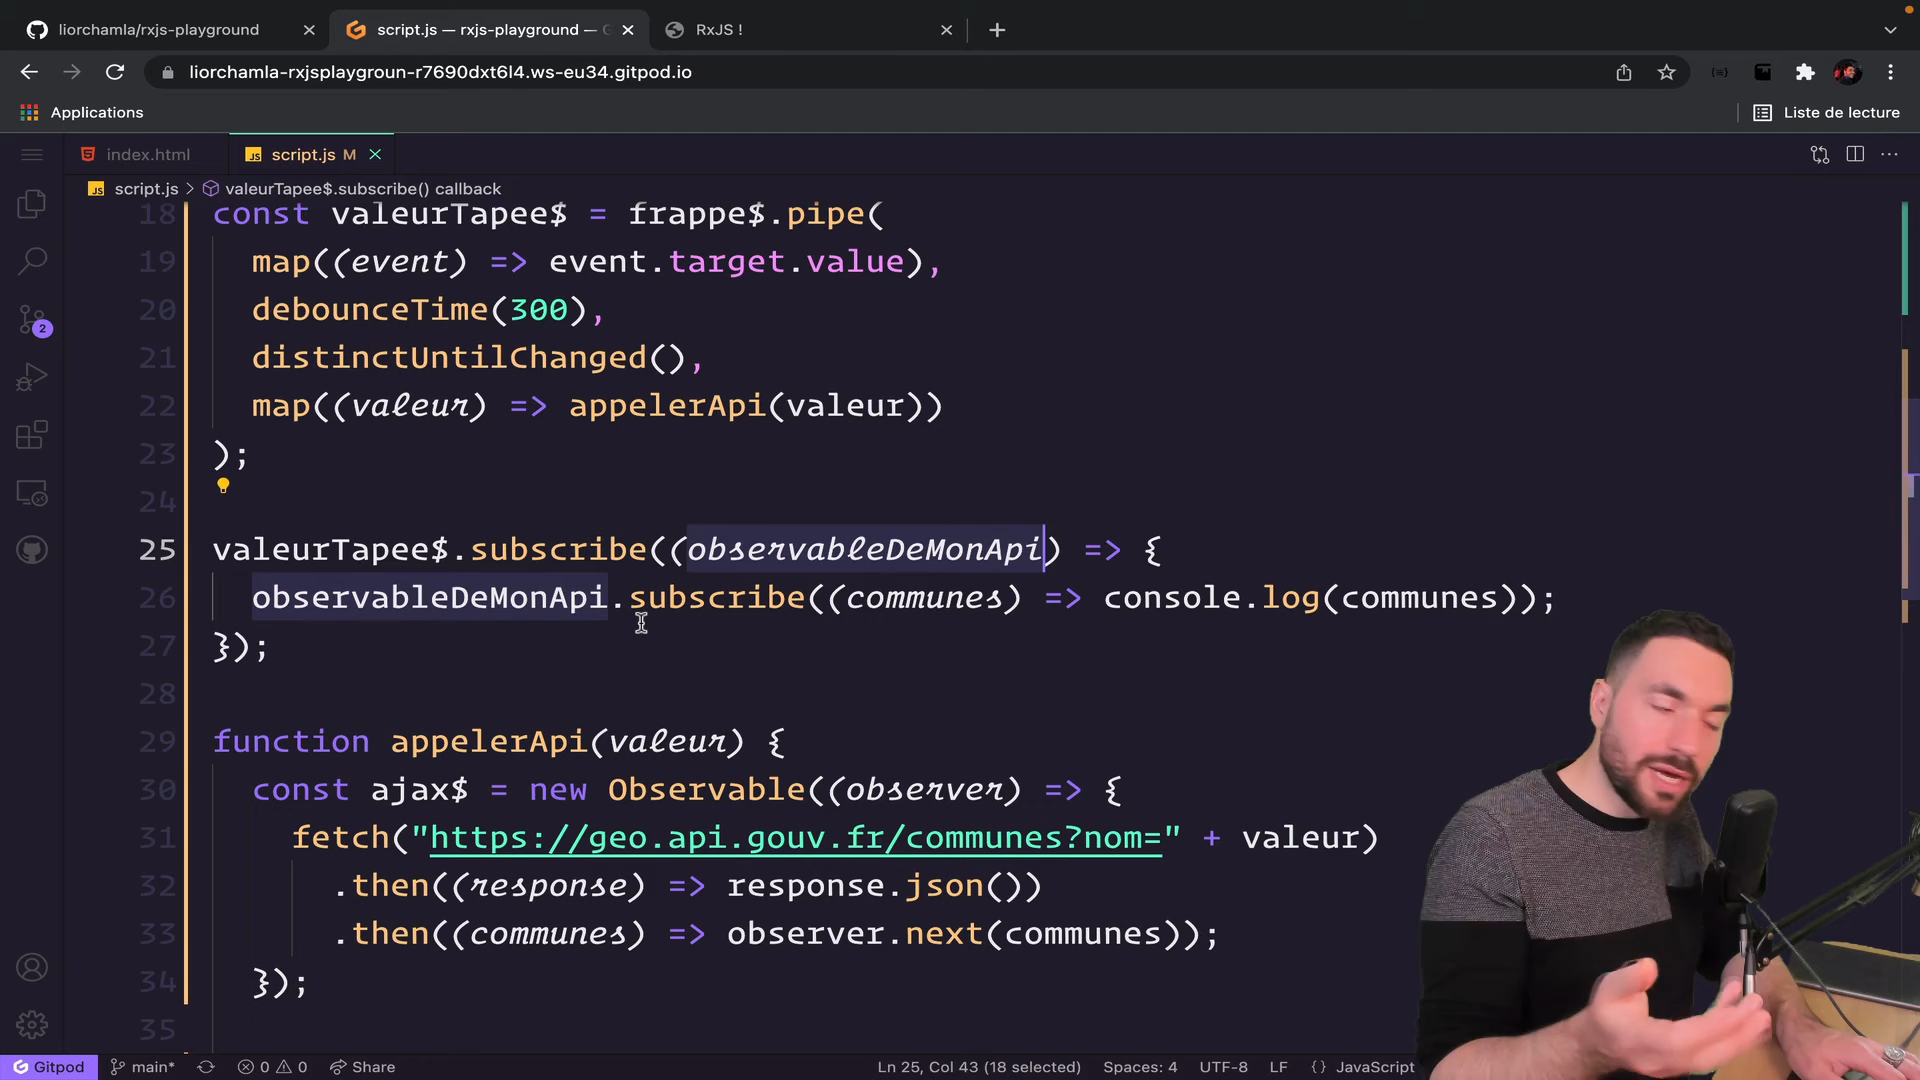 liorchamla/rxjs-playground
script.js — rxjs-playground —
RxJS !
liorchamla-rxjsplaygroun-r7690dxt6l4.ws-eu34.gitpod.io
Applications
Liste de lecture
index.html
JS script.js M
JS script.js > valeurTapee$.subscribe() callback
18 const valeurTapee$ = frappe$.pipe(
19 map((event) => event.target.value),
20 debounceTime(300),
21 distinctUntilChanged(),
22 map((valeur) => appelerApi(valeur))
23 );
24
25 valeurTapee$.subscribe((observableDeMonApi) => {
26 observableDeMonApi.subscribe((communes) => console.log(communes));
27 });
28
29 function appelerApi(valeur) {
30 const ajax$ = new Observable((observer) => {
31 fetch("https://geo.api.gouv.fr/communes?nom=" + valeur)
32 .then((response) => response.json())
33 .then((communes) => observer.next(communes));
34 });
35
2
Gitpod main* 0 0 Share Ln 25, Col 43 (18 selected) Spaces: 4 UTF-8 LF {} JavaScript